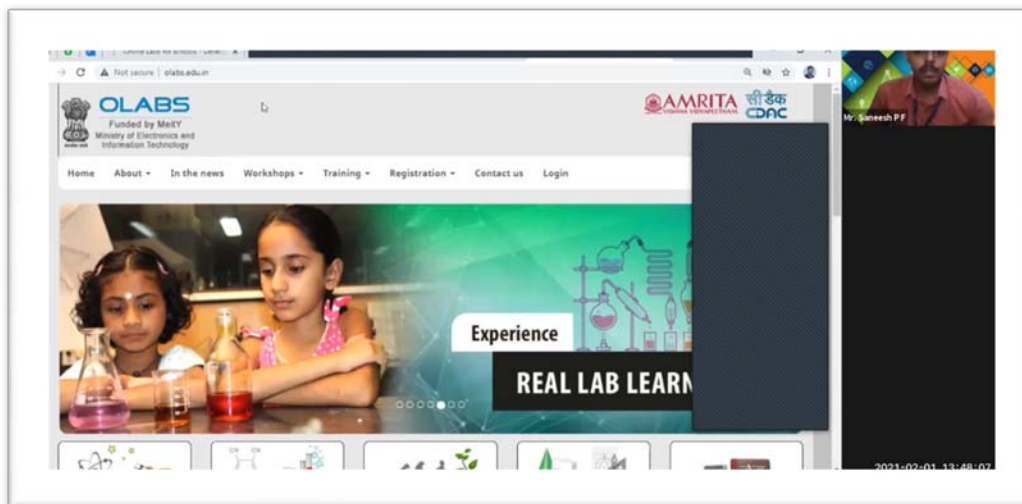 Not secure | olabs.edu.in
OLABS
Funded by MeitY
Ministry of Electronics and
Information Technology
AMRITA
VISHWA VIDYAPEETHAM
सी डैक
CDAC
Home About In the news Workshops Training Registration Contact us Login
Experience
REAL LAB LEARN
Mr. Saneesh P F
2021-02-01 13:48:07